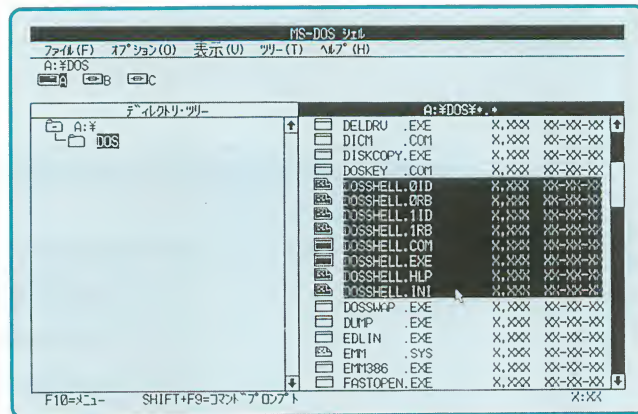 MS-DOS シェル
ファイル(F) オプション(O) 表示(V) ツリー(T) ヘルプ(H)
A:¥DOS
A B C
ディレクトリ・ツリー
A:¥
DOS
A:¥DOS¥*.*
DELDRV .EXE X,XXX XX-XX-XX
DICM .COM X,XXX XX-XX-XX
DISKCOPY.EXE X,XXX XX-XX-XX
DOSKEY .COM X,XXX XX-XX-XX
DOSSHELL.0ID X,XXX XX-XX-XX
DOSSHELL.0RB X,XXX XX-XX-XX
DOSSHELL.1ID X,XXX XX-XX-XX
DOSSHELL.1RB X,XXX XX-XX-XX
DOSSHELL.COM X,XXX XX-XX-XX
DOSSHELL.EXE X,XXX XX-XX-XX
DOSSHELL.HLP X,XXX XX-XX-XX
DOSSHELL.INI X,XXX XX-XX-XX
DOSSWAP .EXE X,XXX XX-XX-XX
DUMP .EXE X,XXX XX-XX-XX
EDLIN .EXE X,XXX XX-XX-XX
EMM .SYS X,XXX XX-XX-XX
EMM386 .EXE X,XXX XX-XX-XX
FASTOPEN.EXE X,XXX XX-XX-XX
F10=メニュー SHIFT+F9=コマンドプロンプト X:XX